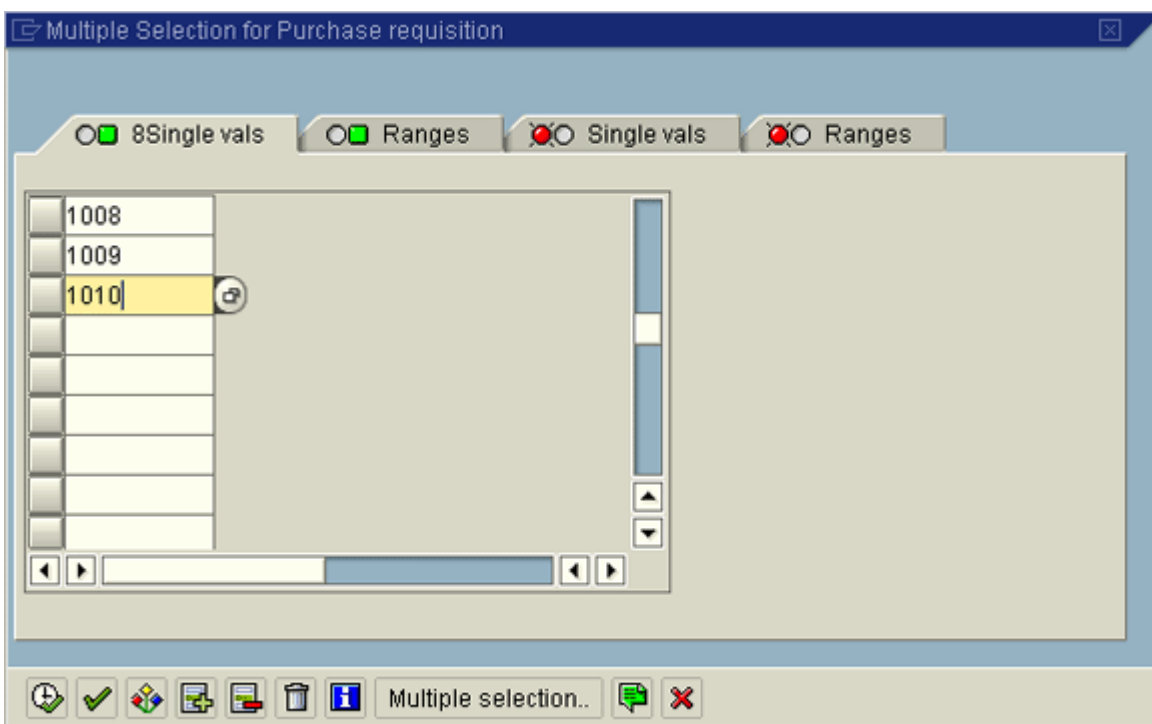 Multiple Selection for Purchase requisition
8Single vals Ranges Single vals Ranges
1008
1009
1010
Multiple selection..